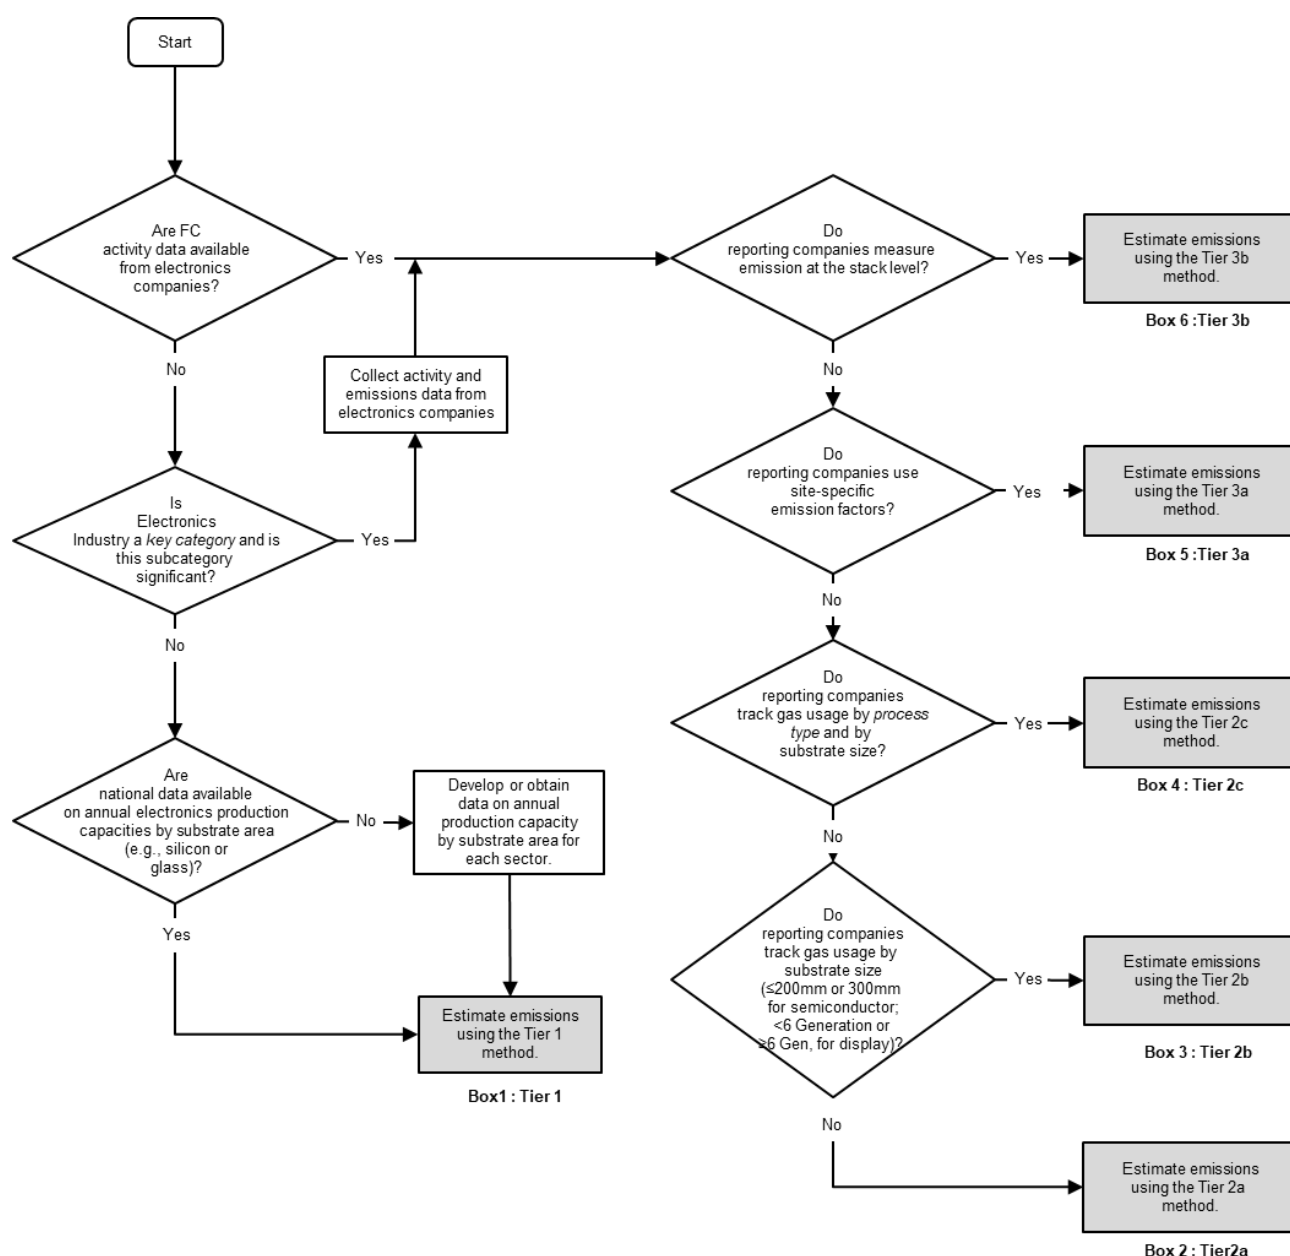 Start
Are FC
activity data available
from electronics
companies?
Yes
No
Collect activity and
emissions data from
electronics companies
Is
Electronics
Industry a key category and is
this subcategory
significant?
Yes
No
Are
national data available
on annual electronics production
capacities by substrate area
(e.g., silicon or
glass)?
No
Yes
Develop or obtain
data on annual
production capacity
by substrate area for
each sector.
Estimate emissions
using the Tier 1
method.
Box1 : Tier 1
Do
reporting companies measure
emission at the stack level?
Yes
No
Estimate emissions
using the Tier 3b
method.
Box 6 :Tier 3b
Do
reporting companies use
site-specific
emission factors?
Yes
No
Estimate emissions
using the Tier 3a
method.
Box 5 :Tier 3a
Do
reporting companies
track gas usage by process
type and by
substrate size?
Yes
No
Estimate emissions
using the Tier 2c
method.
Box 4 : Tier 2c
Do
reporting companies
track gas usage by
substrate size
(≤200mm or 300mm
for semiconductor;
<6 Generation or
≥6 Gen, for display)?
Yes
No
Estimate emissions
using the Tier 2b
method.
Box 3 : Tier 2b
Estimate emissions
using the Tier 2a
method.
Box 2 : Tier2a